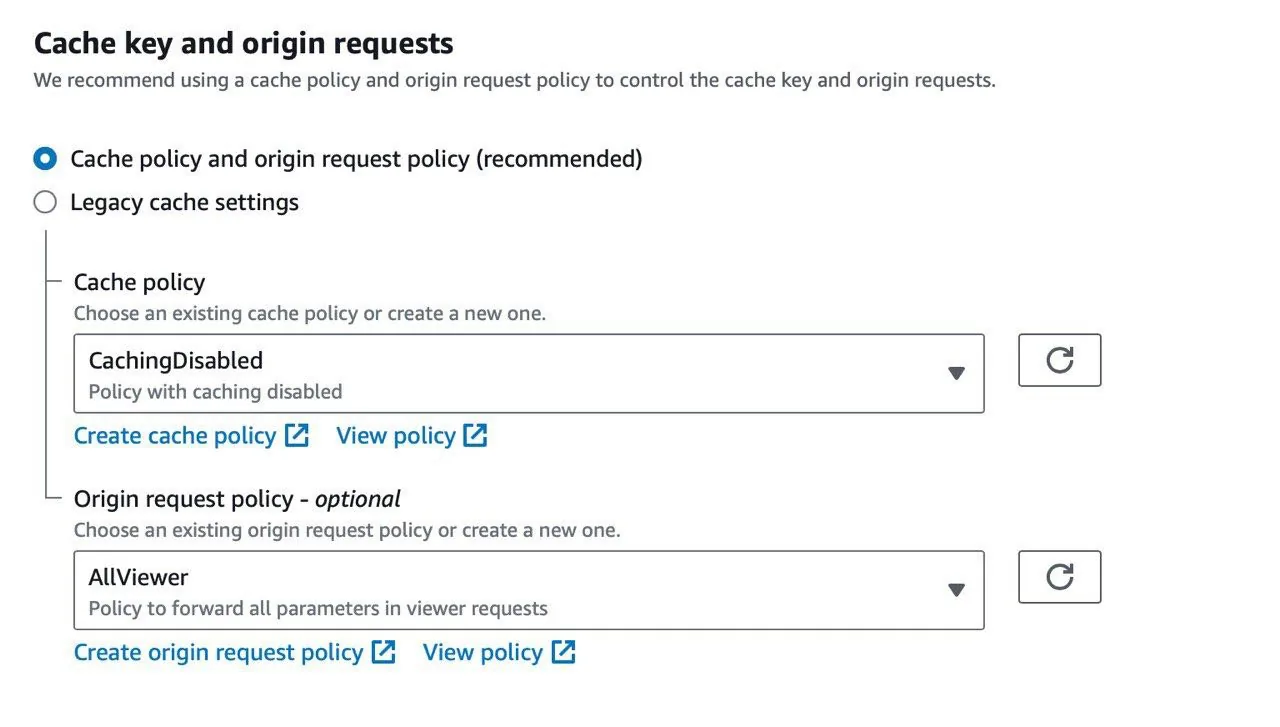 Cache key and origin requests
We recommend using a cache policy and origin request policy to control the cache key and origin requests.
Cache policy and origin request policy (recommended)
Legacy cache settings
Cache policy
Choose an existing cache policy or create a new one.
CachingDisabled
Policy with caching disabled
Create cache policy View policy
Origin request policy - optional
Choose an existing origin request policy or create a new one.
AllViewer
Policy to forward all parameters in viewer requests
Create origin request policy View policy